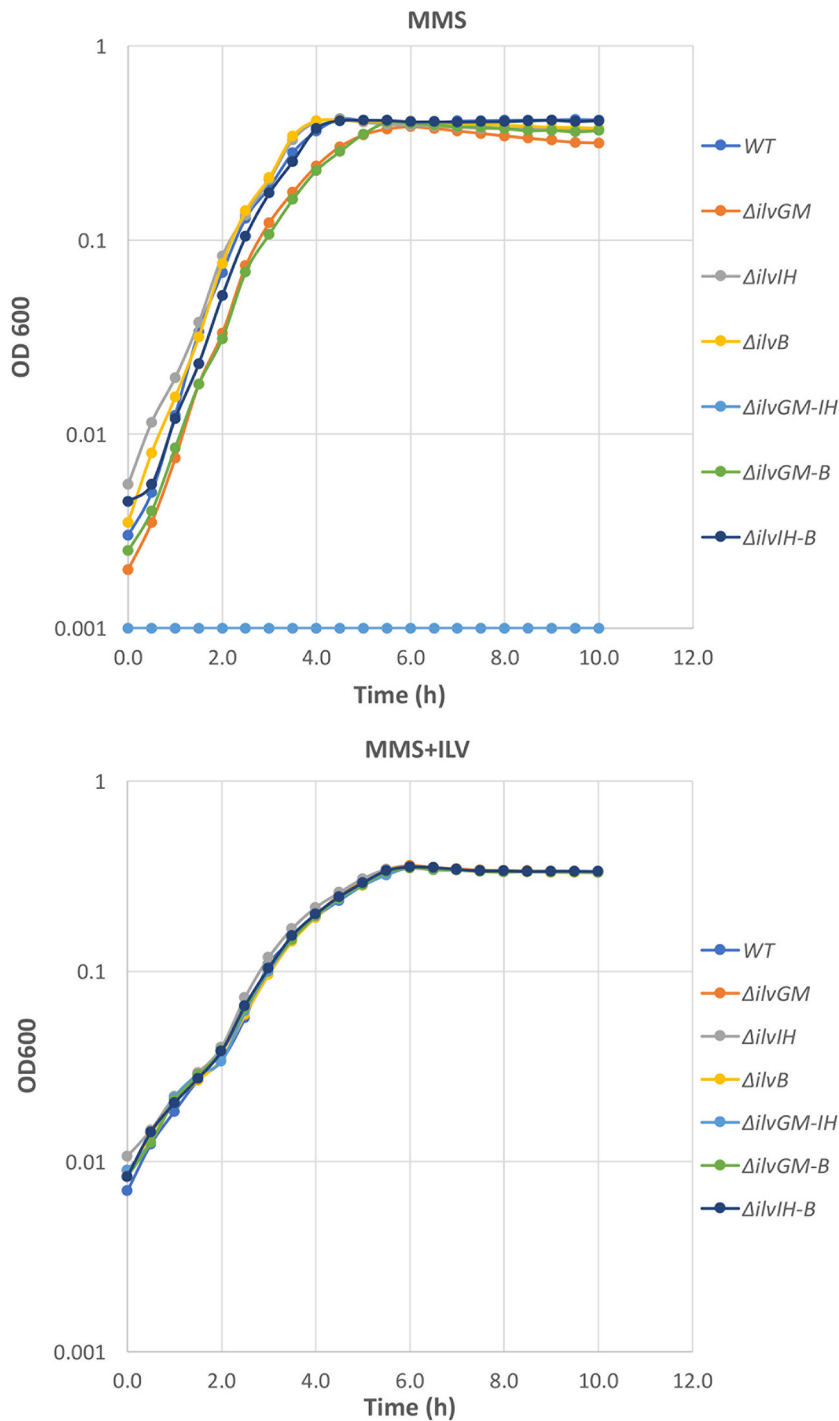 MMS
1
0.1
0.01
0.001
OD 600
0.0 2.0 4.0 6.0 8.0 10.0 12.0
Time (h)
WT
ΔilvGM
ΔilvIH
ΔilvB
ΔilvGM-IH
ΔilvGM-B
ΔilvIH-B
MMS+ILV
1
0.1
0.01
0.001
OD600
0.0 2.0 4.0 6.0 8.0 10.0 12.0
Time (h)
WT
ΔilvGM
ΔilvIH
ΔilvB
ΔilvGM-IH
ΔilvGM-B
ΔilvIH-B